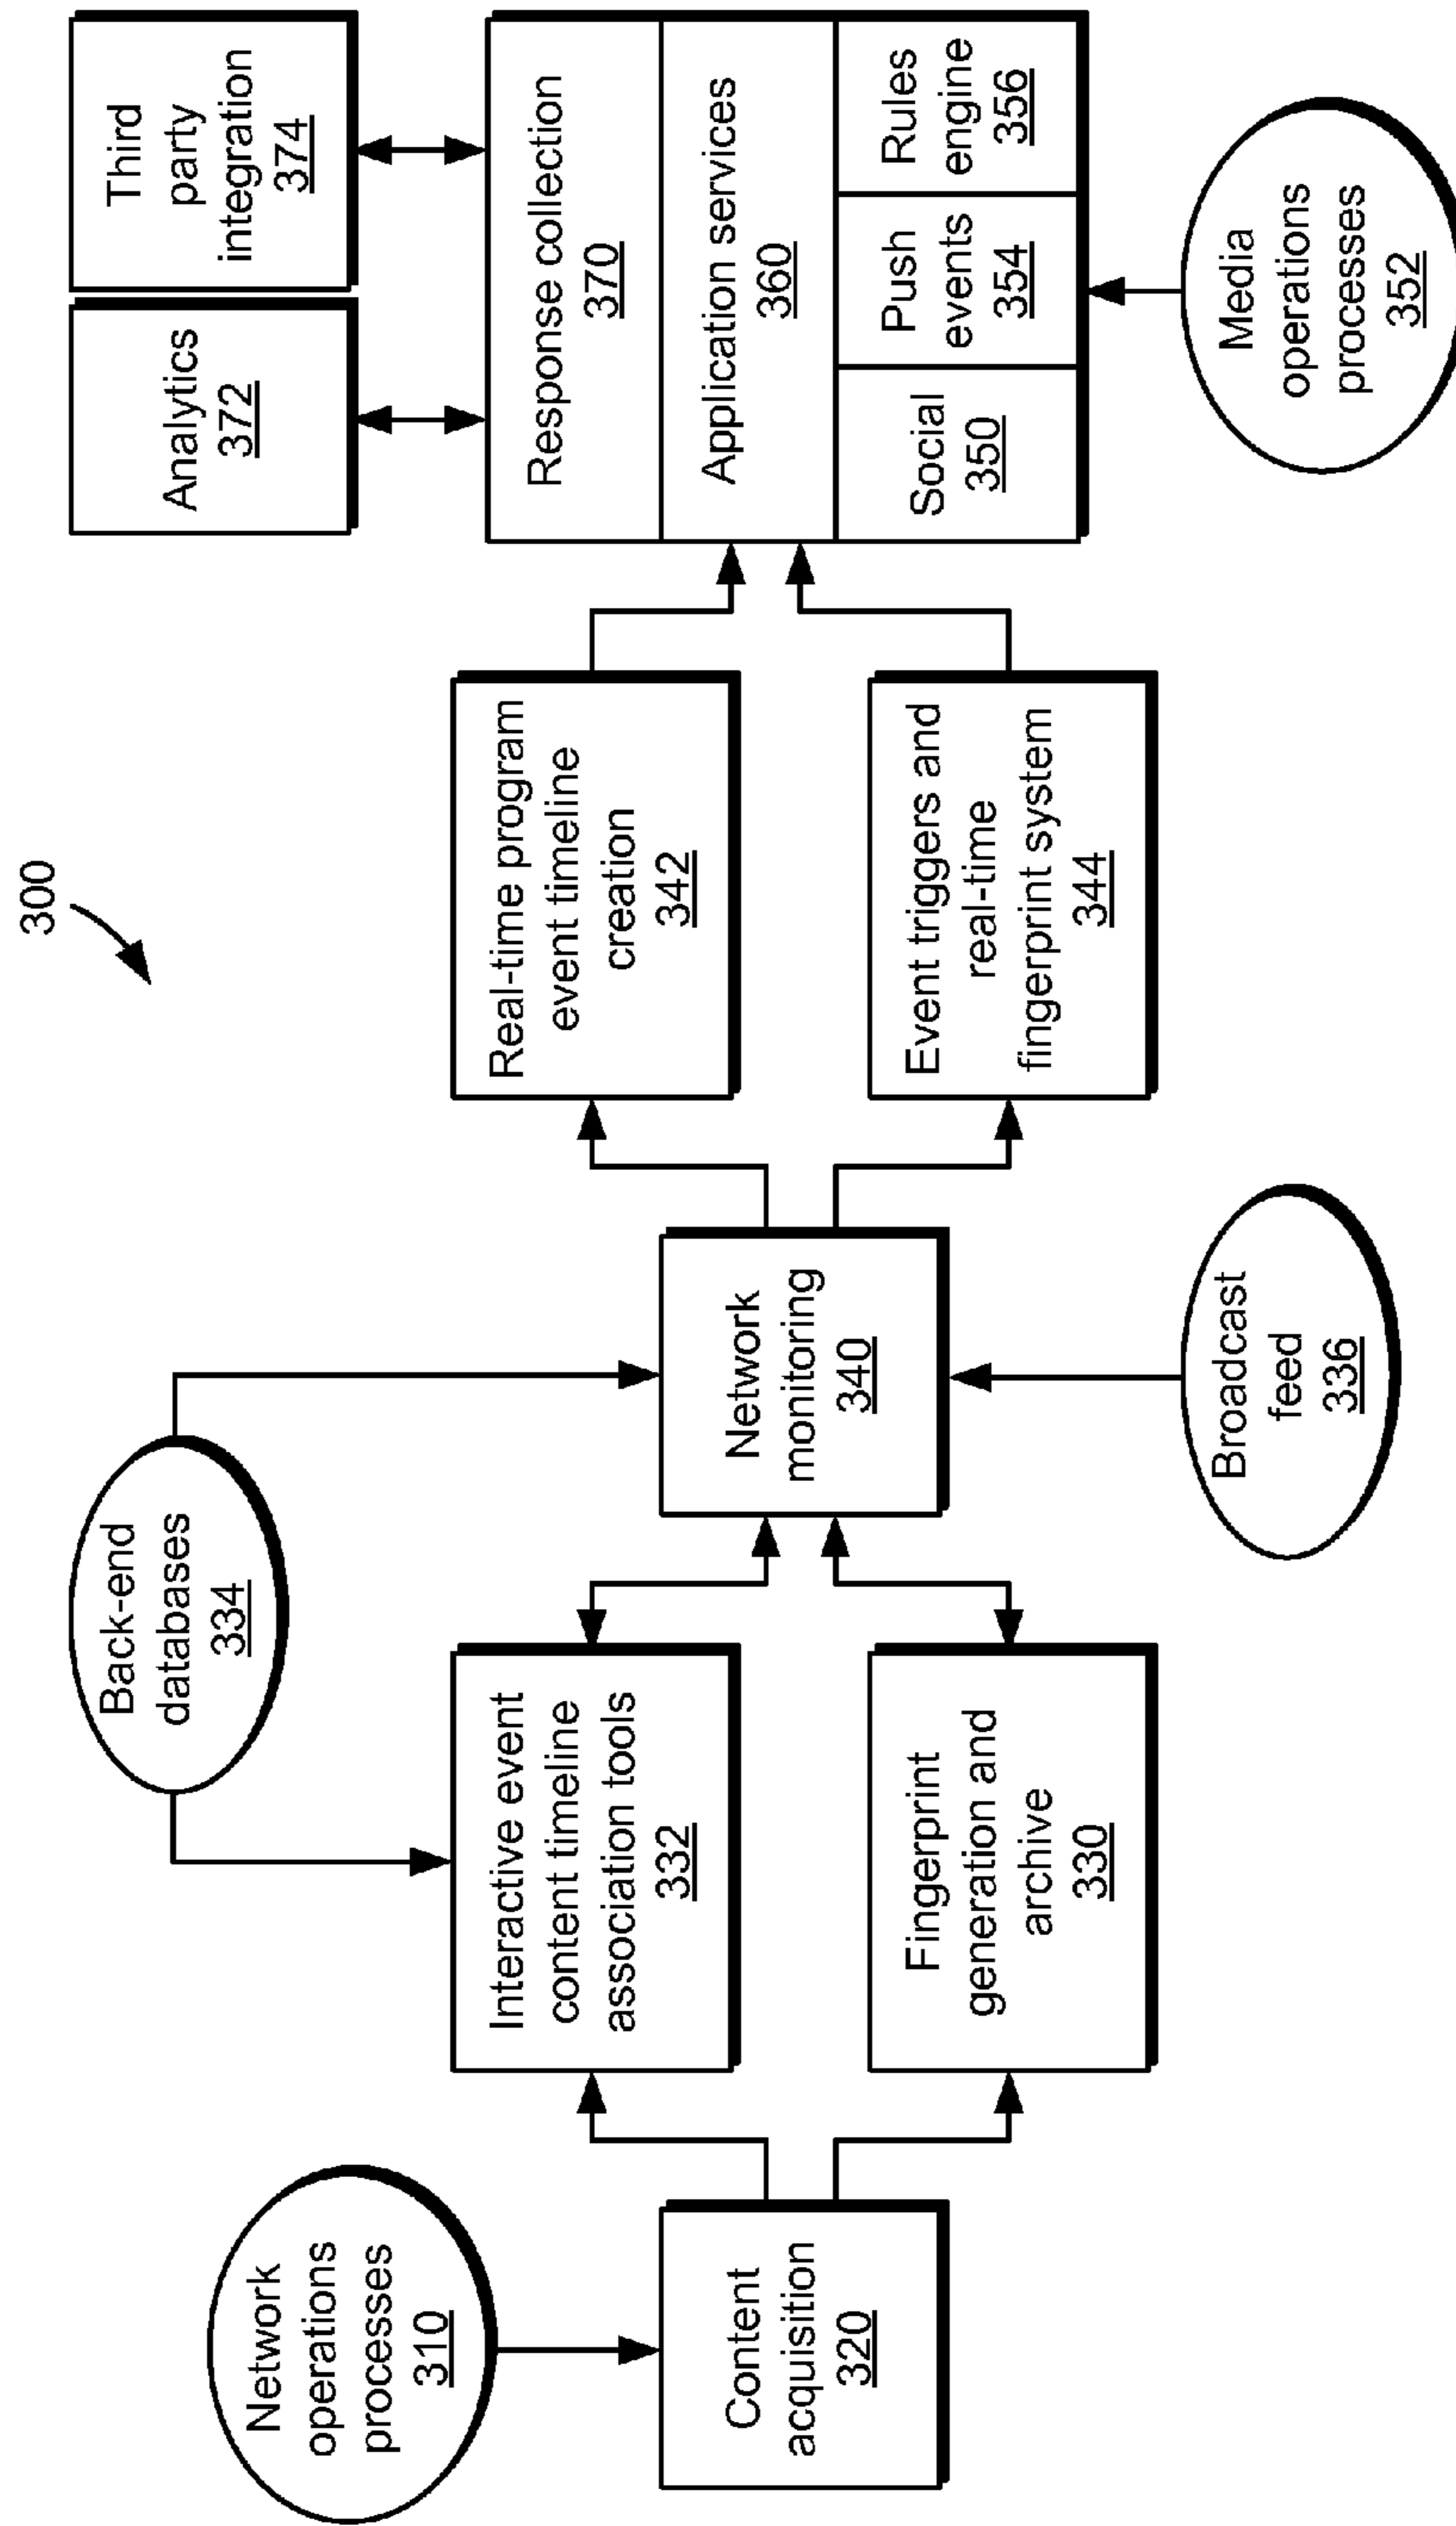 300
Network
operations
processes
310
Content
acquisition
320
Back-end
databases
334
Interactive event
content timeline
association tools
332
Fingerprint
generation and
archive
330
Network
monitoring
340
Broadcast
feed
336
Real-time program
event timeline
creation
342
Event triggers and
real-time
fingerprint system
344
Analytics
372
Third
party
integration
374
Response collection
370
Application services
360
Social
350
Push
events
354
Rules
engine
356
Media
operations
processes
352